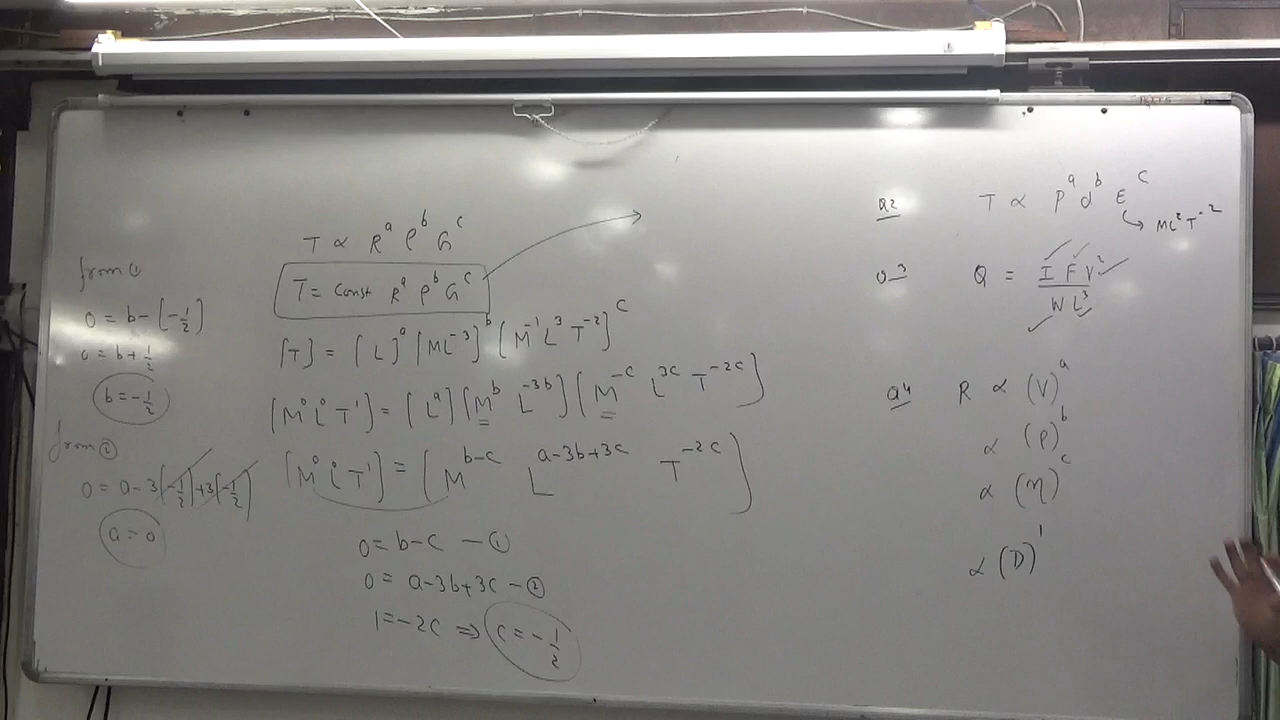 from ①
0 = b - (-1/2)
0 = b + 1/2
b = -1/2
from ②
0 = a - 3(-1/2) + 3(-1/2)
a = 0
T ∝ R^a ρ^b G^c
T = Const R^a ρ^b G^c
[T] = [L]^a [ML^-3]^b [M^-1 L^3 T^-2]^c
[M^0 L^0 T^1] = [L^a] [M^b L^-3b] [M^-c L^3c T^-2c]
[M^0 L^0 T^1] = [M^b-c L^a-3b+3c T^-2c]
0 = b-c — ①
0 = a-3b+3c — ②
1 = -2c ⇒ c = -1/2
Q2 T ∝ P^a d^b E^c
ML^2T^-2
Q3 Q = I F V^2 / W L^3
Q4 R ∝ (V)^a
∝ (ρ)^b
∝ (η)^c
∝ (D)^1